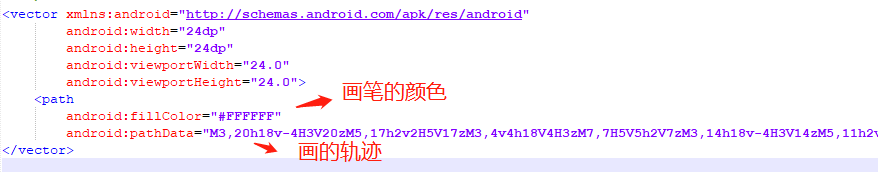 <vector xmlns:android="http://schemas.android.com/apk/res/android"
android:width="24dp"
android:height="24dp"
android:viewportWidth="24.0"
android:viewportHeight="24.0">
<path
画笔的颜色
android:fillColor="#FFFFFF"
android:pathData="M3,20h18v-4H3V20zM5,17h2v2H5V17zM3,4v4h18V4H3zM7,7H5V5h2V7zM3,14h18v-4H3V14zM5,11h2v
</vector>
画的轨迹